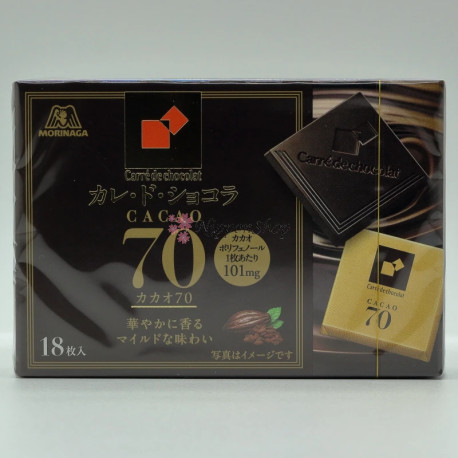 MORINAGA
Carré de chocolat
カレ・ド・ショコラ
CACAO
70
カカオ70
カカオ
ポリフェノール
1枚あたり
101mg
華やかに香る
マイルドな味わい
18枚入
写真はイメージです
Carré de chocolat
Carré de chocolat
CACAO
70